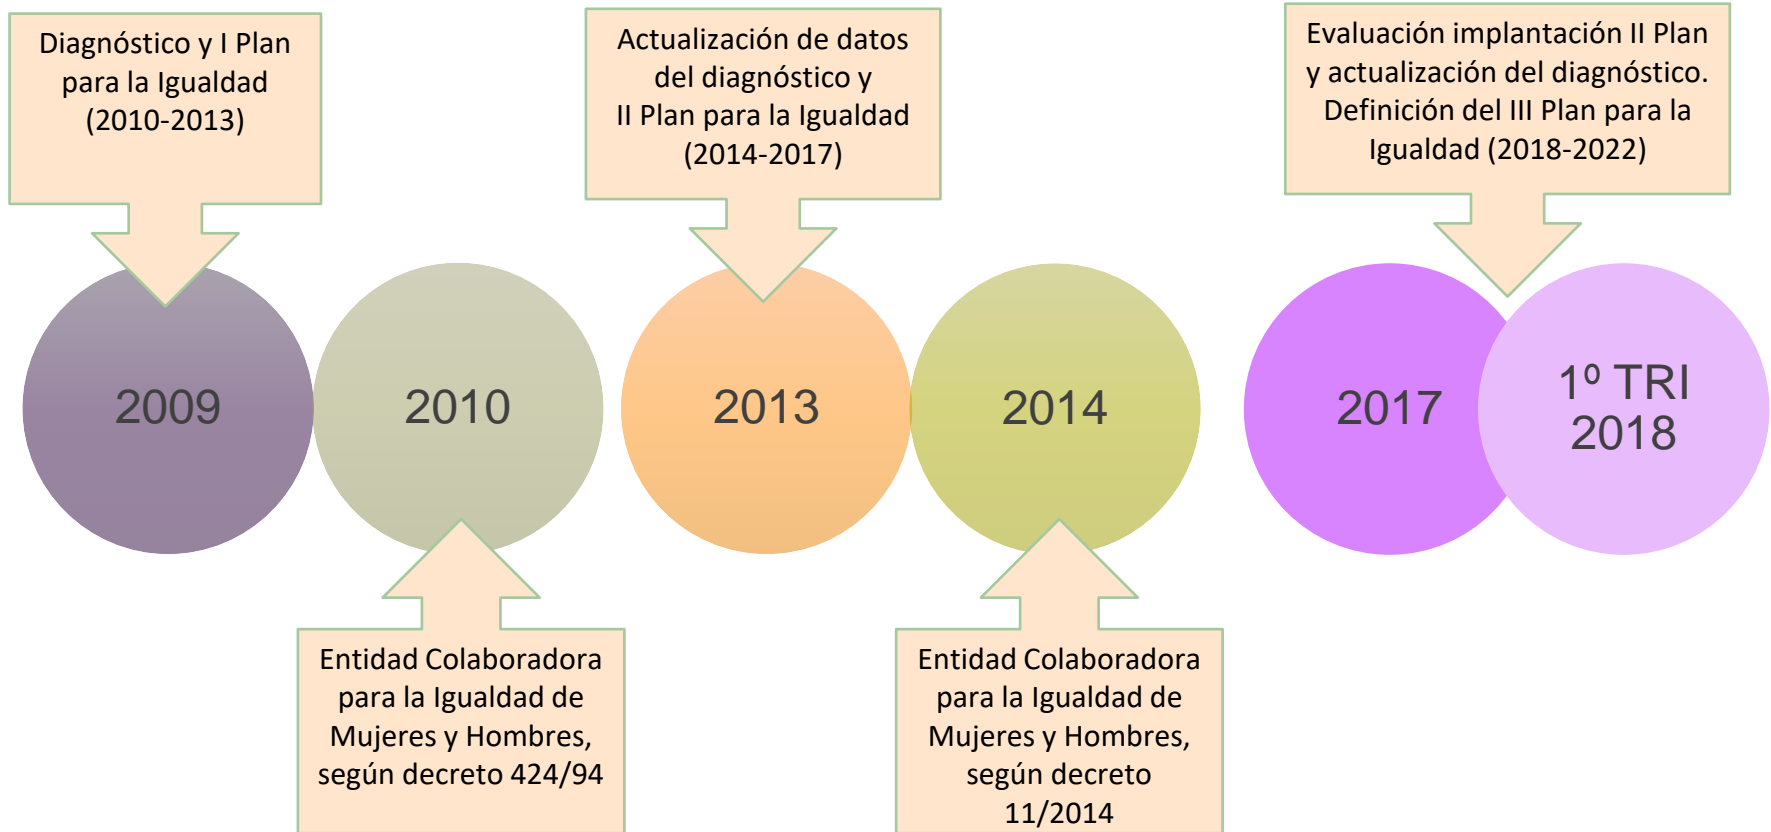 Diagnóstico y I Plan
para la Igualdad
(2010-2013)
Actualización de datos
del diagnóstico y
II Plan para la Igualdad
(2014-2017)
Evaluación implantación II Plan
y actualización del diagnóstico.
Definición del III Plan para la
Igualdad (2018-2022)
2009
2010
2013
2014
2017
1º TRI
2018
Entidad Colaboradora
para la Igualdad de
Mujeres y Hombres,
según decreto 424/94
Entidad Colaboradora
para la Igualdad de
Mujeres y Hombres,
según decreto
11/2014